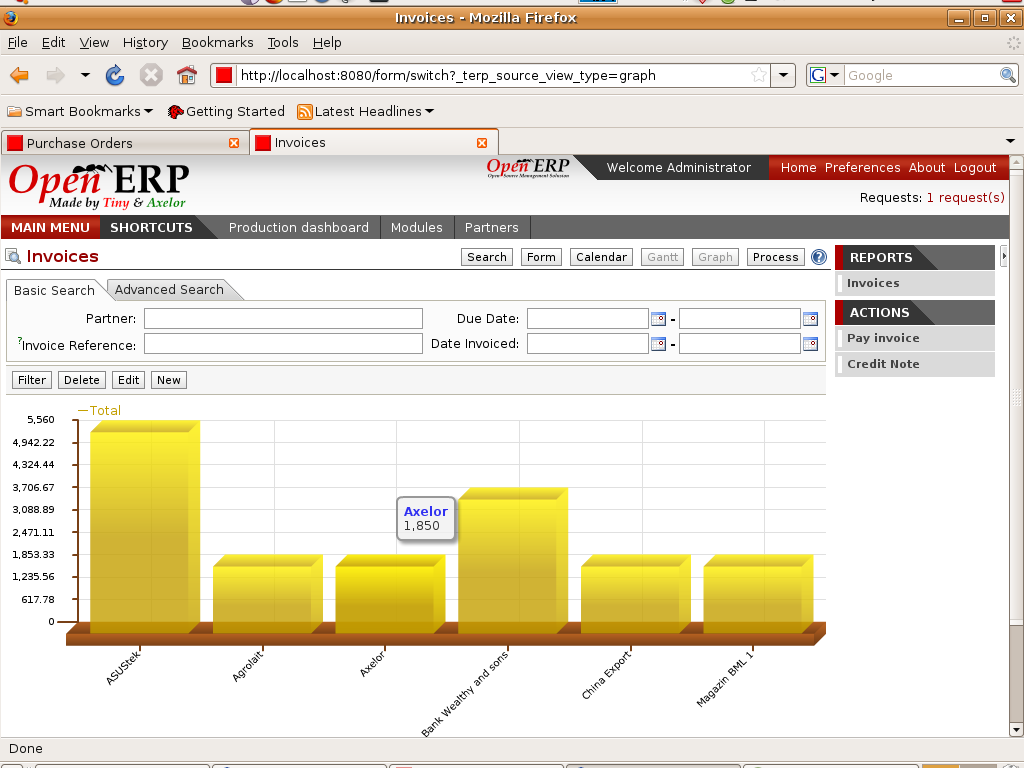 Invoices - Mozilla Firefox
File Edit View History Bookmarks Tools Help
http://localhost:8080/form/switch?_terp_source_view_type=graph
G Google
Smart Bookmarks Getting Started Latest Headlines
Purchase Orders Invoices
Open ERP
Made by Tiny & Axelor
Open ERP
Open Source Management Solution
Welcome Administrator
Home Preferences About Logout
Requests: 1 request(s)
MAIN MENU SHORTCUTS Production dashboard Modules Partners
Invoices
Search Form Calendar Gantt Graph Process ?
REPORTS
Invoices
ACTIONS
Pay invoice
Credit Note
Basic Search Advanced Search
Partner: Due Date: -
?Invoice Reference: Date Invoiced: -
Filter Delete Edit New
Total
5,560
4,942.22
4,324.44
3,706.67
3,088.89
2,471.11
1,853.33
1,235.56
617.78
0
Axelor
1,850
ASUStek
Agrolait
Axelor
Bank Wealthy and sons
China Export
Magazin BML 1
Done